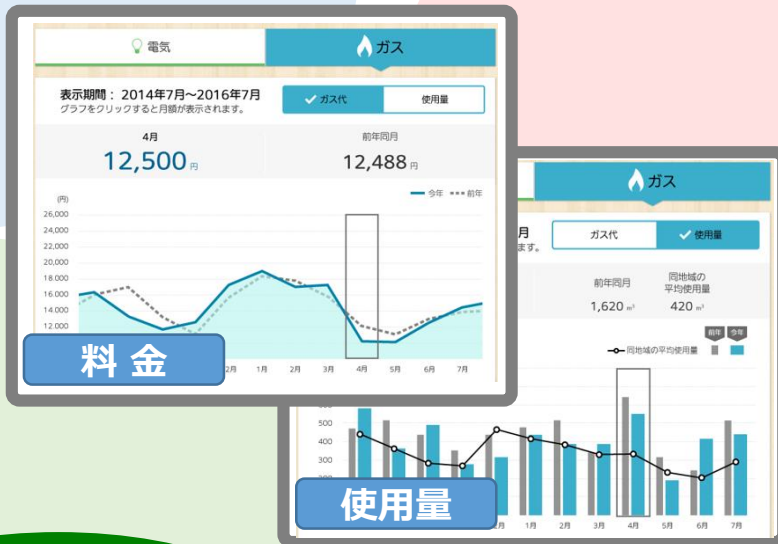 電気
ガス
表示期間： 2014年7月〜2016年7月
グラフをクリックすると月額が表示されます。
ガス代
使用量
4月
12,500 円
前年同月
12,488 円
(円)
今年
前年
26,000
24,000
22,000
20,000
18.000
16.000
14.000
12.000
料 金
2月
1月
2月
3月
4月
5月
6月
7月
ガス
月
ます。
ガス代
使用量
前年同月
1,620 m³
同地域の
平均使用量
420 m³
前年
今年
同地域の平均使用量
500
400
300
使用量
月
1月
2月
3月
4月
5月
6月
7月